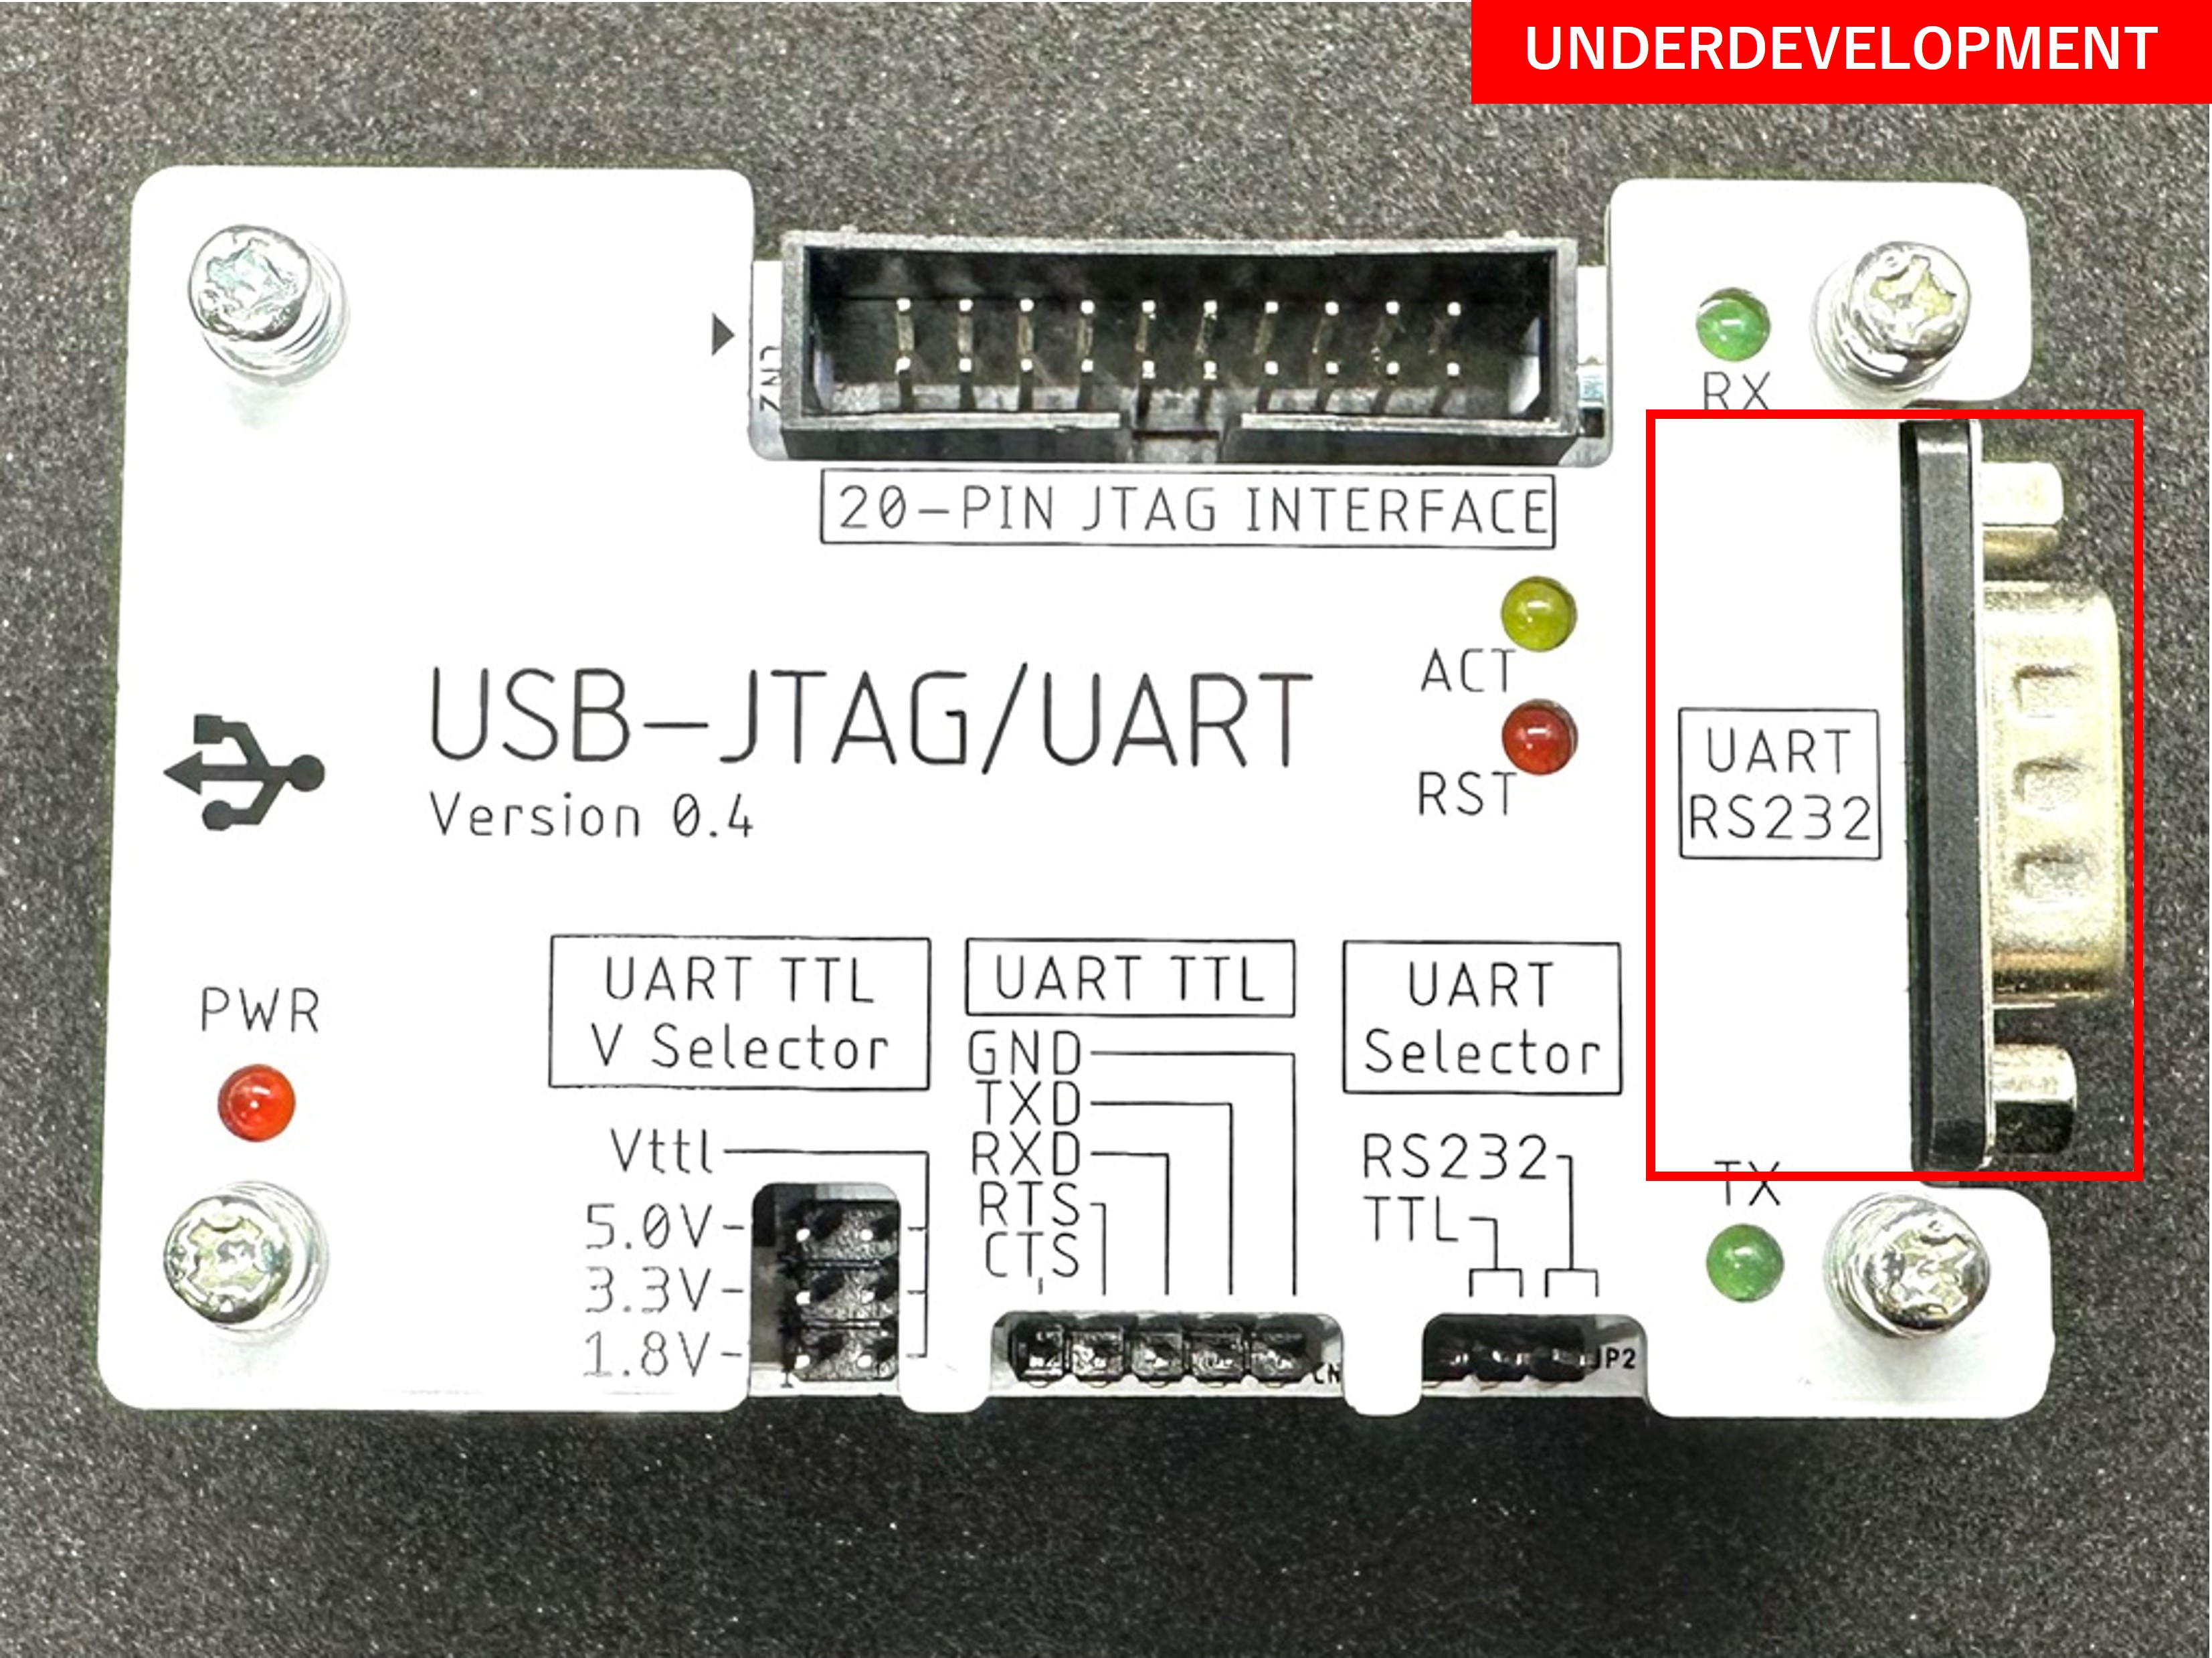 UNDERDEVELOPMENT
RX
CN2
20-PIN JTAG INTERFACE
ACT
USB-JTAG/UART
RST
Version 0.4
UART
RS232
PWR
UART TTL
V Selector
UART TTL
UART
Selector
GND
TXD
RXD
RTS
CTS
Vttl
5.0V
3.3V
1.8V
RS232
TTL
TX
JP2